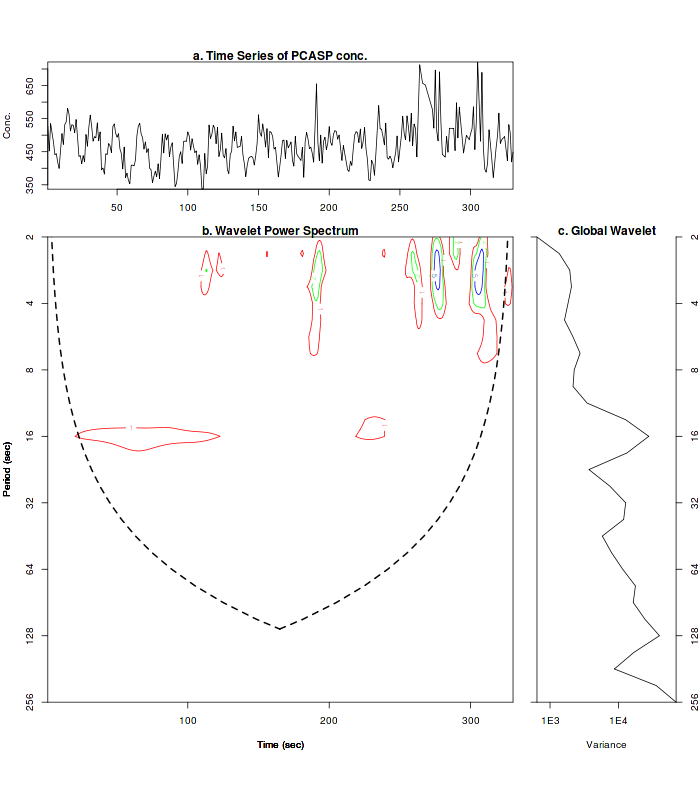 a. Time Series of PCASP conc.
Conc.
350 450 550 650
50 100 150 200 250 300
b. Wavelet Power Spectrum
c. Global Wavelet
Period (sec)
2 4 8 16 32 64 128 256
2 4 8 16 32 64 128 256
100 200 300
1E3 1E4
Time (sec)
Variance